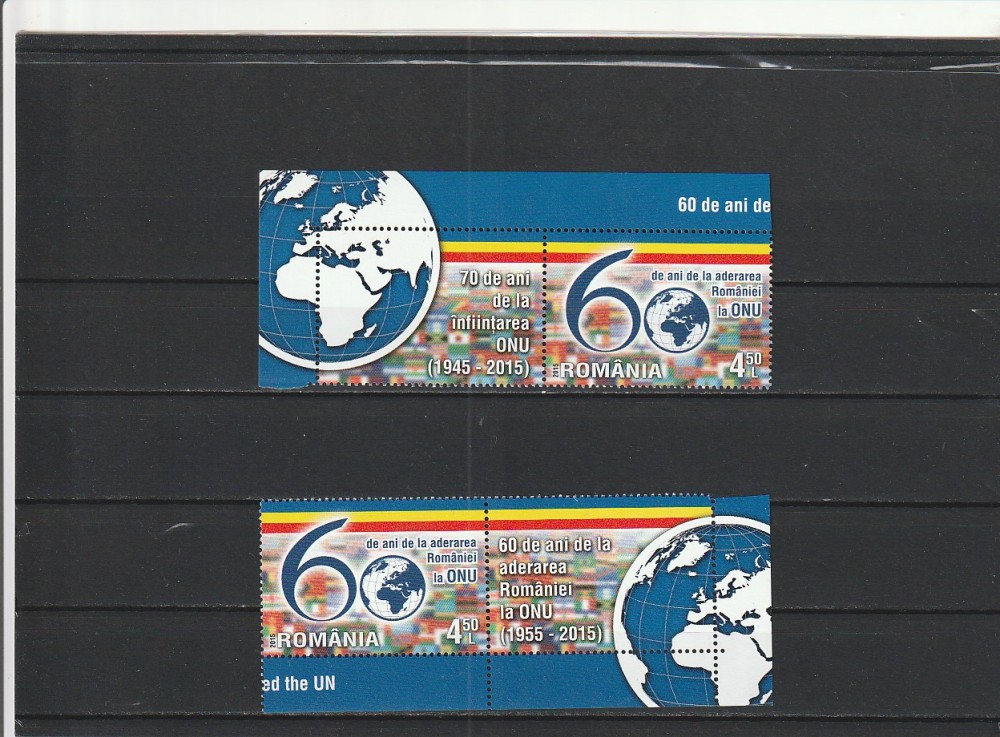 60 de ani de
70 de ani
de la
înființarea
ONU
(1945 - 2015)
60
de ani de la aderarea
României
la ONU
2015
ROMÂNIA
4 50 L
60
de ani de la aderarea
României
la ONU
2015
ROMÂNIA
4 50 L
60 de ani de la
aderarea
României
la ONU
(1955 - 2015)
ed the UN